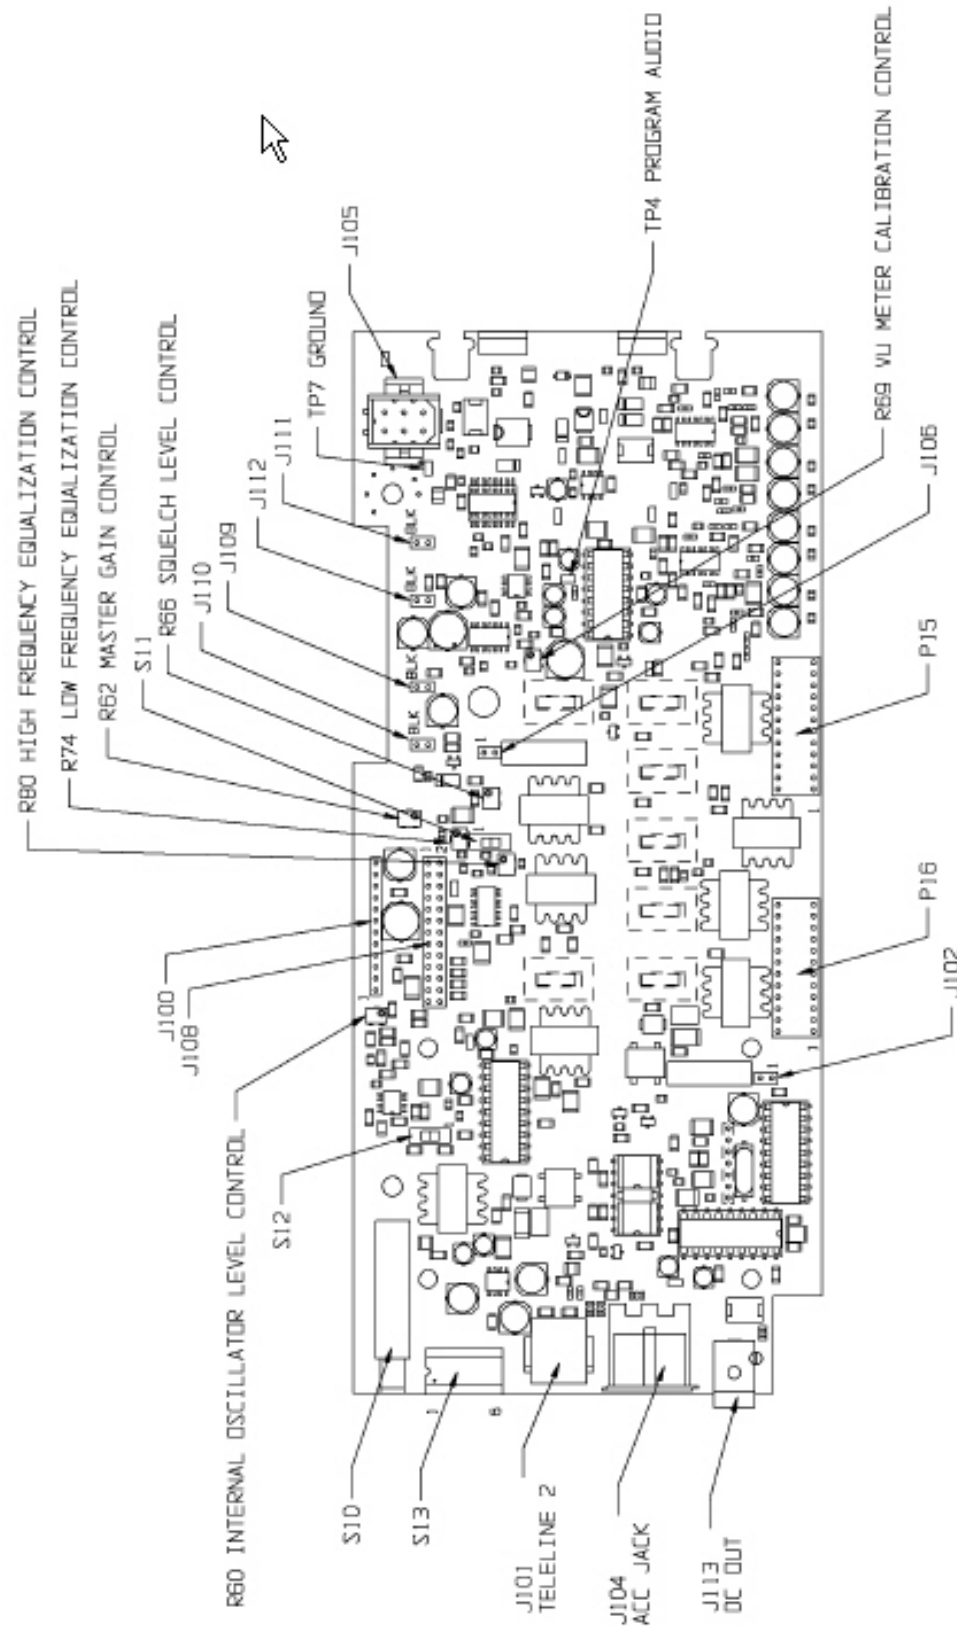 R80 HIGH FREQUENCY EQUALIZATION CONTROL
R74 LOW FREQUENCY EQUALIZATION CONTROL
R62 MASTER GAIN CONTROL
S11
R66 SQUELCH LEVEL CONTROL
J110
J109
J112
J111
TP7 GROUND
J105
J100
J108
R60 INTERNAL OSCILLATOR LEVEL CONTROL
S12
BLK
BLK
BLK
BLK
TP4 PROGRAM AUDIO
R69 VU METER CALIBRATION CONTROL
J106
P15
P16
J102
S10
S13
1
6
J101
TELELINE 2
J104
ACC JACK
J113
DC OUT